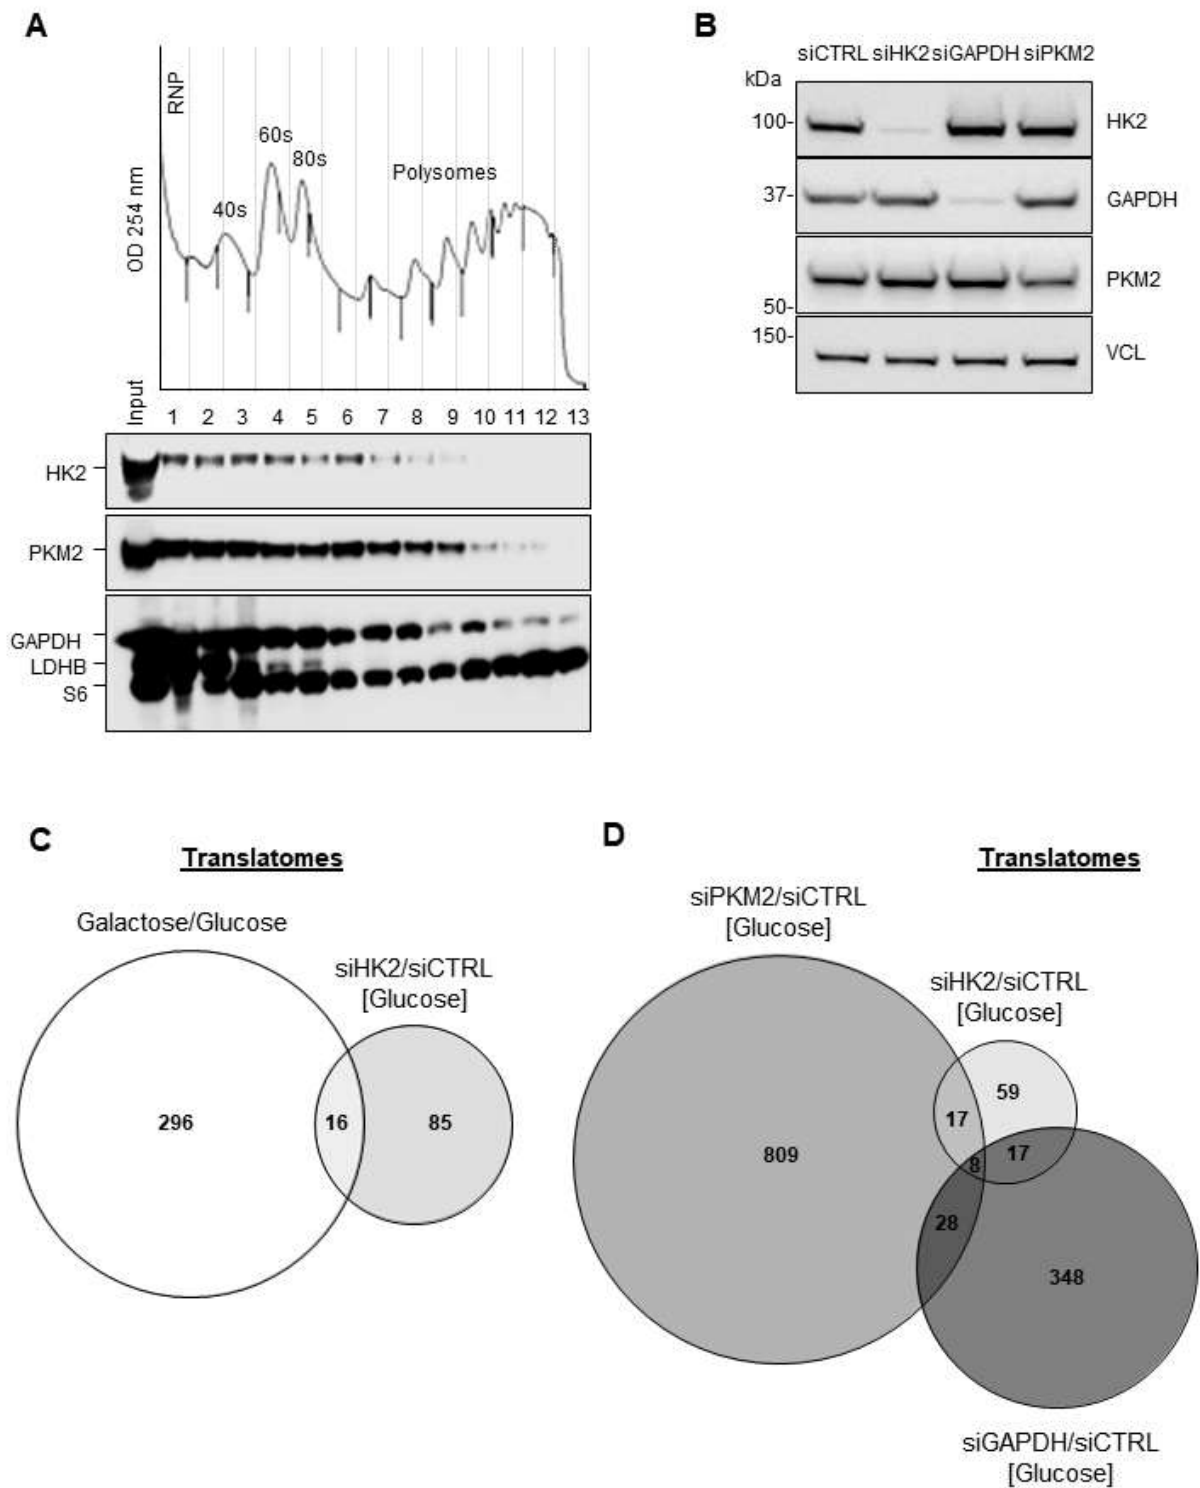 A
RNP
OD 254 nm
40s
60s
80s
Polysomes
Input 1 2 3 4 5 6 7 8 9 10 11 12 13
HK2
PKM2
GAPDH
LDHB
S6
B
siCTRL siHK2 siGAPDH siPKM2
kDa
100- HK2
37- GAPDH
PKM2
50-
150- VCL
C
Translatomes
Galactose/Glucose
siHK2/siCTRL
[Glucose]
296 16 85
D
Translatomes
siPKM2/siCTRL
[Glucose]
siHK2/siCTRL
[Glucose]
59
17
809
8 17
28
348
siGAPDH/siCTRL
[Glucose]